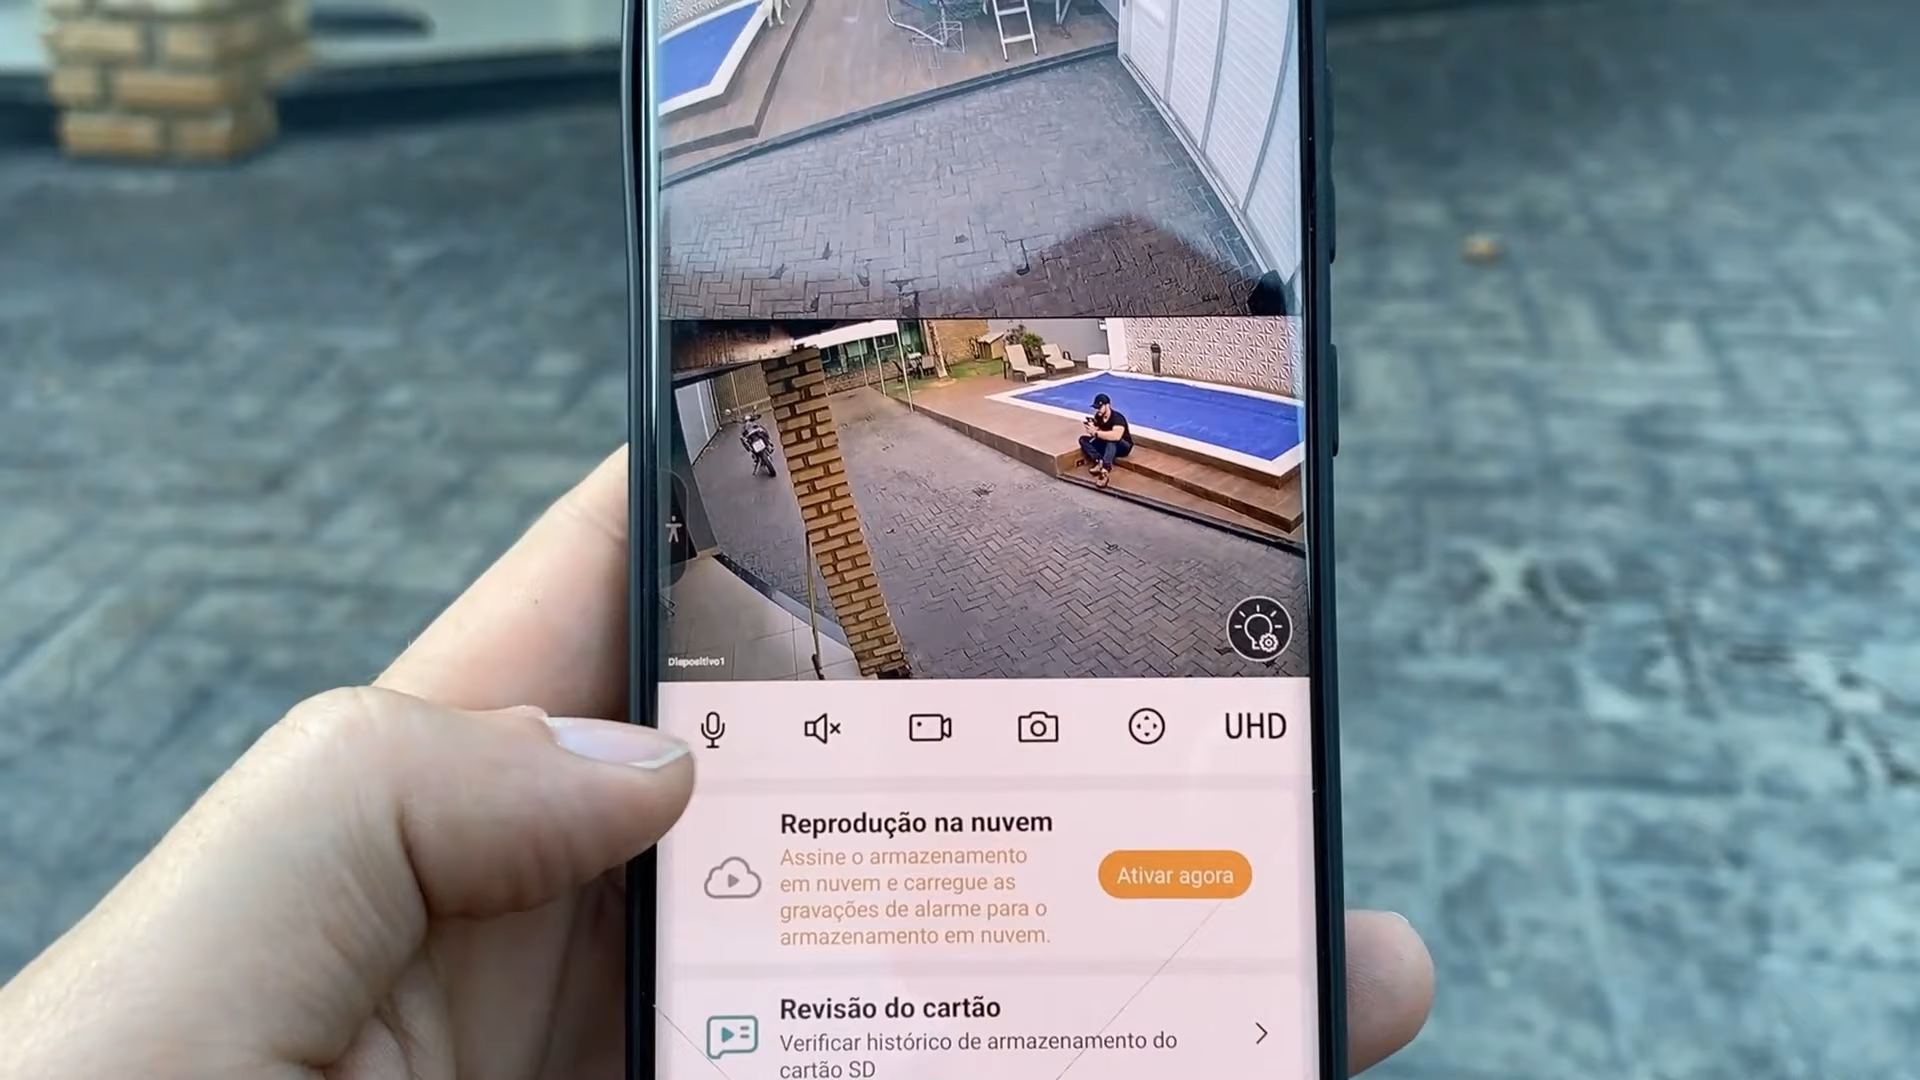 Dispositivo1
UHD
Reprodução na nuvem
Assine o armazenamento
em nuvem e carregue as
gravações de alarme para o
armazenamento em nuvem.
Ativar agora
Revisão do cartão
Verificar histórico de armazenamento do
cartão SD